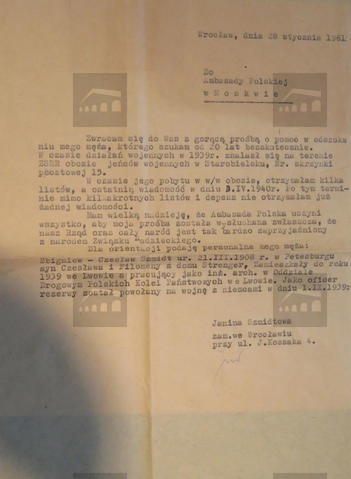 Wrocław, dnia 28 stycznia 1961
Do
Ambasady Polskiej
w Moskwie
Zwracam się do Was z gorącą prośbą o pomoc w odszuka
niu mego męża, którego szukam od 20 lat bezskutecznie.
W czasie działań wojennych w 1939r. znalazł się na terenie
ZSRR obozie jeńców wojennych w Starobielsku, Nr. skrzynki
pocztowej 15.
W czasie jego pobytu w w/w obozie, otrzymałam kilka
listów, a ostatnią wiadomość w dniu 8.IV.1940r. Po tym termi-
nie mimo kilkakrotnych listów i depesz nie otrzymałam już
żadnej wiadomości.
Mam wielką nadzieję, że Ambasada Polska uczyni
wszystko, aby moja prośba została wysłuchana zwłaszcza, że
nasz Rząd oraz cały naród jest tak bardzo zaprzyjaźniony
z narodem Związku Radzieckiego.
Dla orientacji podaję personalne mego męża:
Zbigniew - Czesław Szmidt ur. 21.III.1908 r. w Petesburgu
syn Czesława i Filomeny z domu Strenger, Zamieszkały do roku
1939 we Lwowie a pracujący jako inż. arch. w Oddziale
Drogowym Polskich Kolei Państwowych we Lwowie. Jako oficer
rezerwy został powołany na wojnę z niemcami w dniu 1.IX.1939r
Janina Szmidtowa
zam.we Wrocławiu
przy ul. J.Kossaka 4.